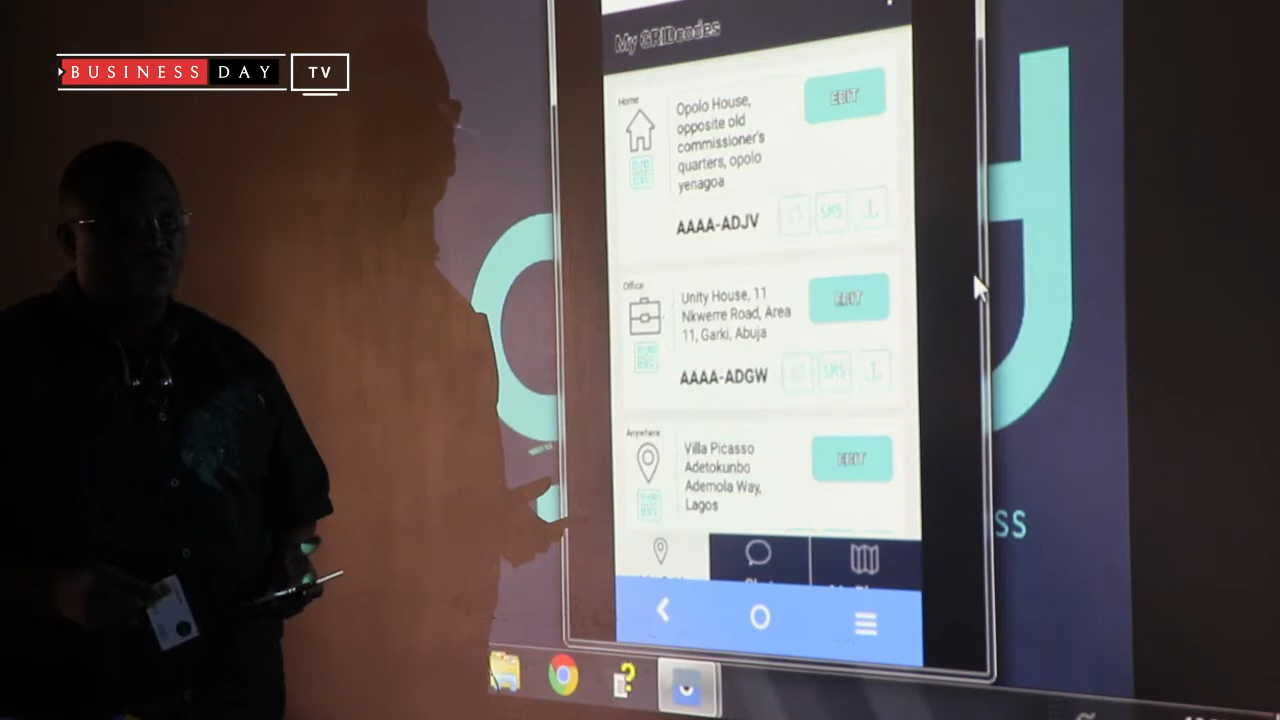 BUSINESS DAY TV
My GRIDcodes
Home
Opolo House,
opposite old
commissioner's
quarters, opolo
yenagoa
EDIT
AAAA-ADJV
SMS
Office
Unity House, 11
Nkwerre Road, Area
11, Garki, Abuja
EDIT
AAAA-ADGW
SMS
Anywhere
Villa Picasso
Adetokunbo
Ademola Way,
Lagos
EDIT
SS